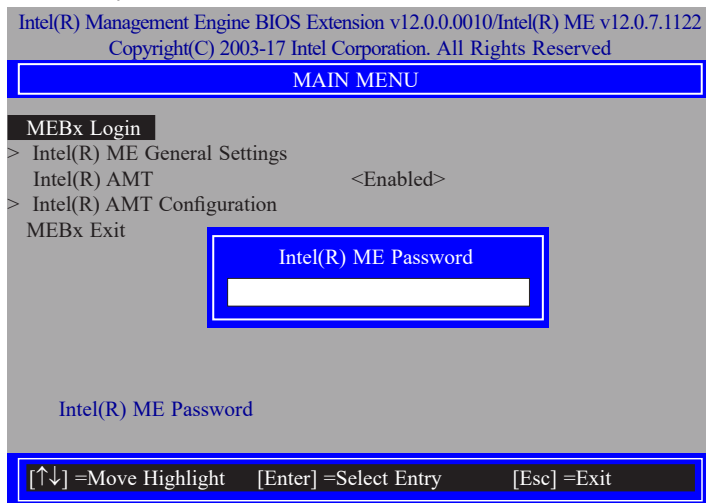 Intel(R) Management Engine BIOS Extension v12.0.0.0010/Intel(R) ME v12.0.7.1122
Copyright(C) 2003-17 Intel Corporation. All Rights Reserved
MAIN MENU
MEBx Login
> Intel(R) ME General Settings
Intel(R) AMT <Enabled>
> Intel(R) AMT Configuration
MEBx Exit
Intel(R) ME Password
Intel(R) ME Password
[↑↓] =Move Highlight [Enter] =Select Entry [Esc] =Exit